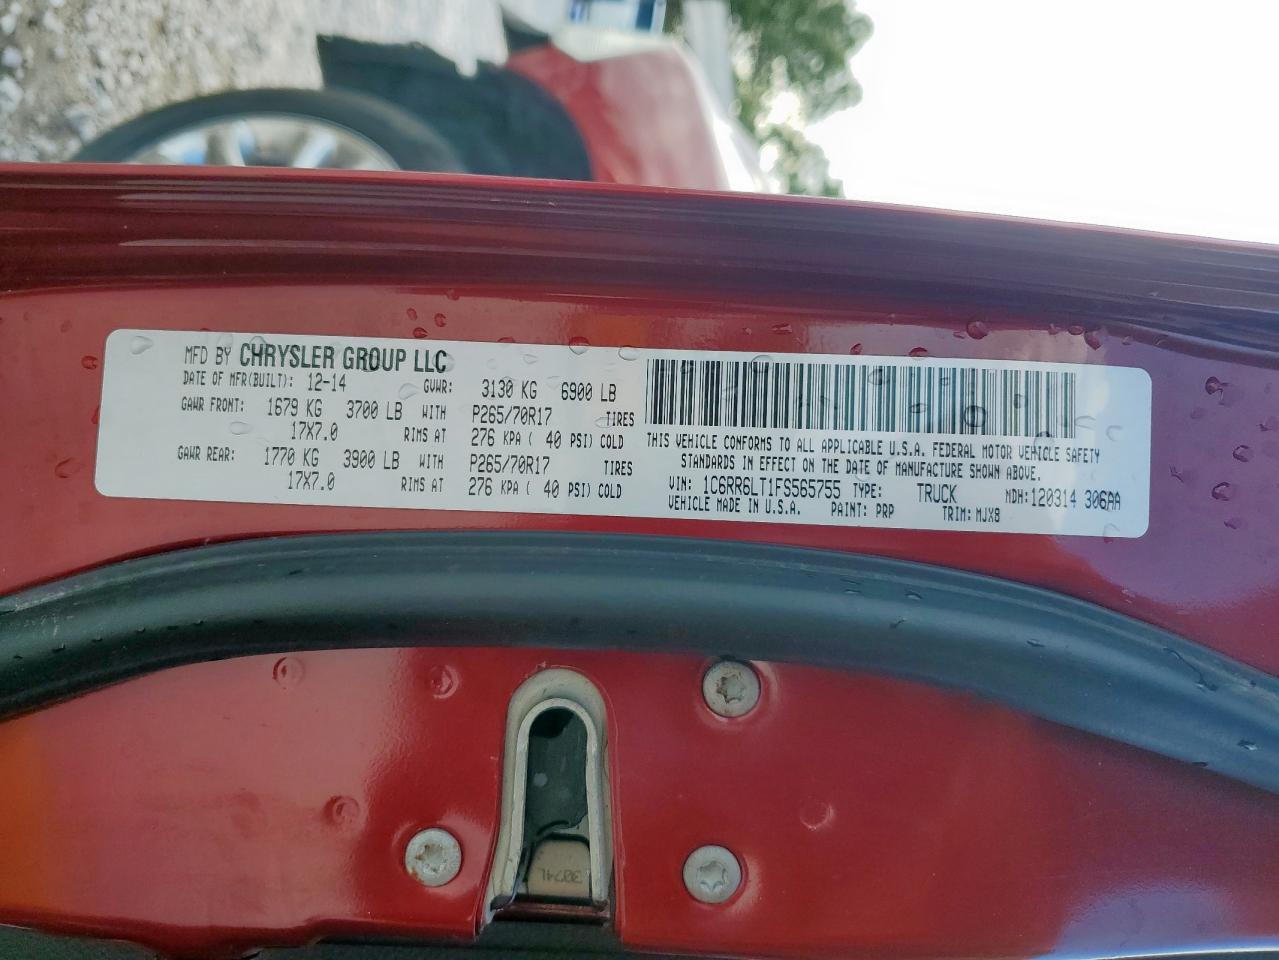 MFD BY CHRYSLER GROUP LLC
DATE OF MFR(BUILT): 12-14 GVWR: 3130 KG 6900 LB
GAWR FRONT: 1679 KG 3700 LB WITH P265/70R17 TIRES
17X7.0 RIMS AT 276 KPA ( 40 PSI) COLD
GAWR REAR: 1770 KG 3900 LB WITH P265/70R17 TIRES
17X7.0 RIMS AT 276 KPA ( 40 PSI) COLD
THIS VEHICLE CONFORMS TO ALL APPLICABLE U.S.A. FEDERAL MOTOR VEHICLE SAFETY
STANDARDS IN EFFECT ON THE DATE OF MANUFACTURE SHOWN ABOVE.
VIN: 1C6RR6LT1FS565755 TYPE: TRUCK MDH:120314 306AA
VEHICLE MADE IN U.S.A. PAINT: PRP TRIM: MJX8
3074L